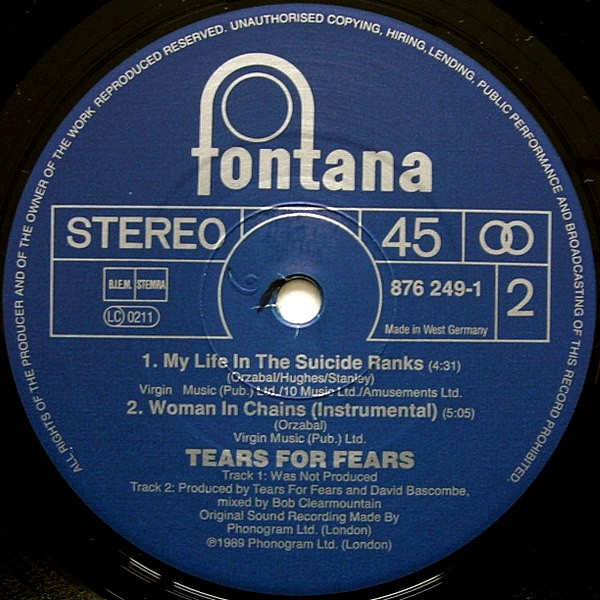 ALL RIGHTS OF THE PRODUCER AND OF THE OWNER OF THE WORK REPRODUCED RESERVED. UNAUTHORISED COPYING, HIRING, LENDING, PUBLIC PERFORMANCE AND BROADCASTING OF THIS RECORD PROHIBITED
fontana
STEREO 45
B.I.E.M. STEMRA
LC 0211
876 249-1
2
Made in West Germany
1. My Life In The Suicide Ranks (4:31)
(Orzabal/Hughes/Stanley)
Virgin Music (Pub.) Ltd./10 Music Ltd./Amusements Ltd.
2. Woman In Chains (Instrumental) (5:05)
(Orzabal)
Virgin Music (Pub.) Ltd.
TEARS FOR FEARS
Track 1: Was Not Produced
Track 2: Produced by Tears For Fears and David Bascombe,
mixed by Bob Clearmountain
Original Sound Recording Made By
Phonogram Ltd. (London)
℗1989 Phonogram Ltd. (London)